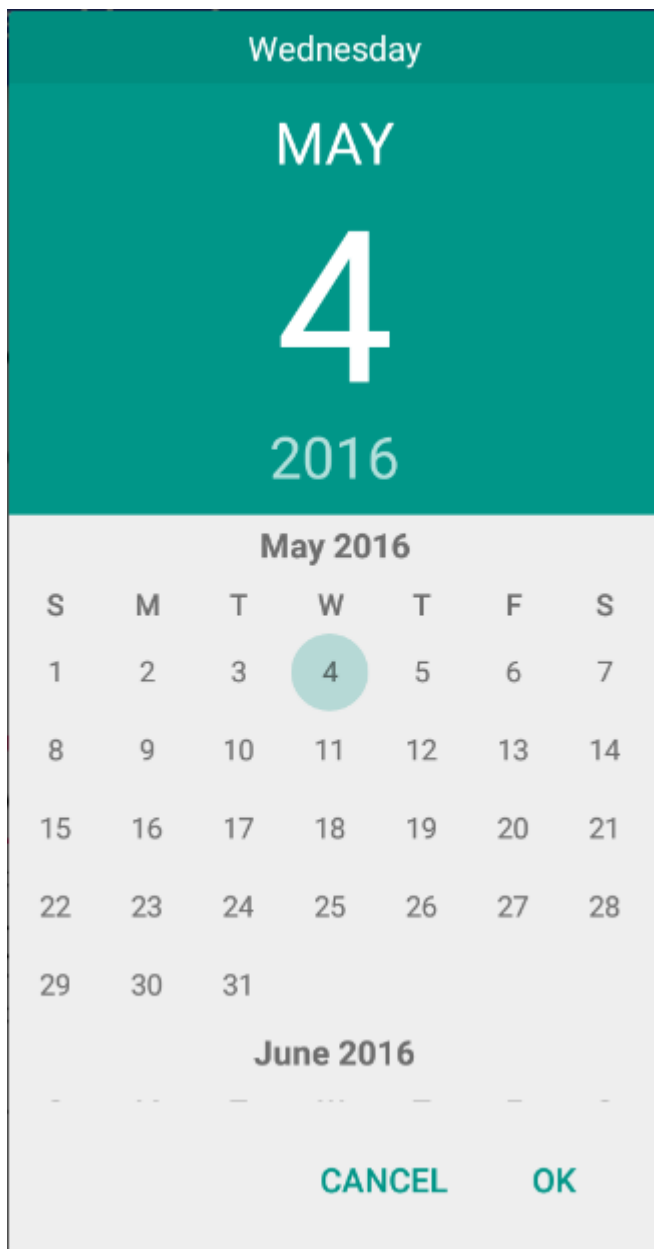 Wednesday
MAY
4
2016
May 2016
S M T W T F S
1 2 3 4 5 6 7
8 9 10 11 12 13 14
15 16 17 18 19 20 21
22 23 24 25 26 27 28
29 30 31
June 2016
CANCEL OK